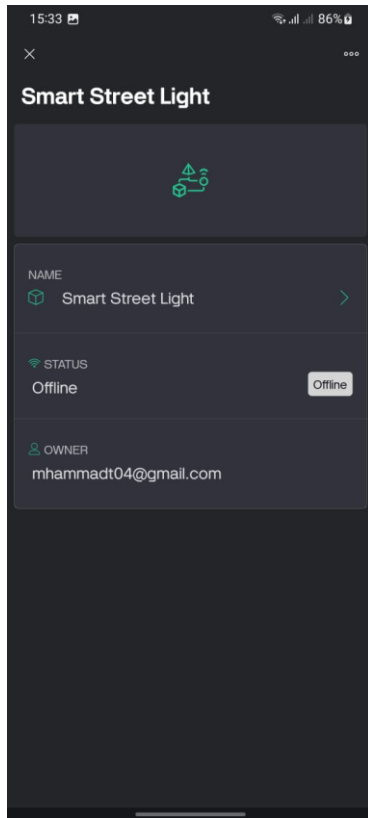 15:33 86%
Smart Street Light
NAME
Smart Street Light
STATUS
Offline Offline
OWNER
mhammadt04@gmail.com